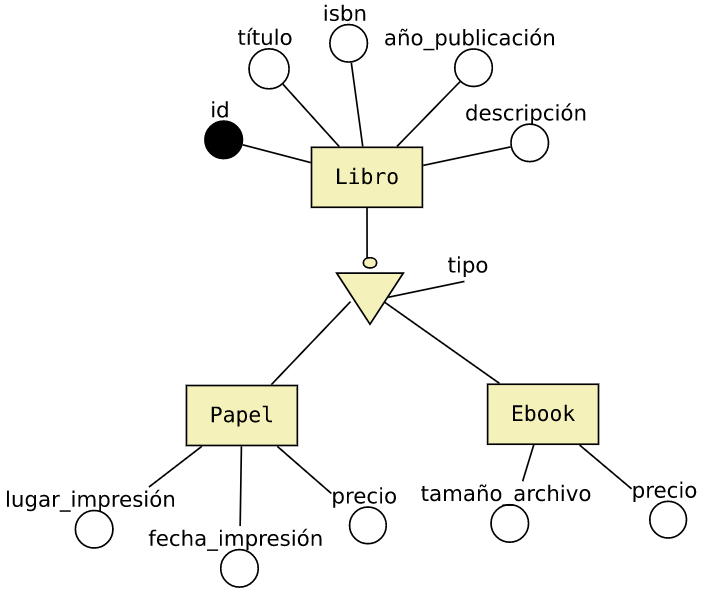 isbn
título
año_publicación
id
descripción
Libro
tipo
Papel
Ebook
lugar_impresión
precio
tamaño_archivo
precio
fecha_impresión